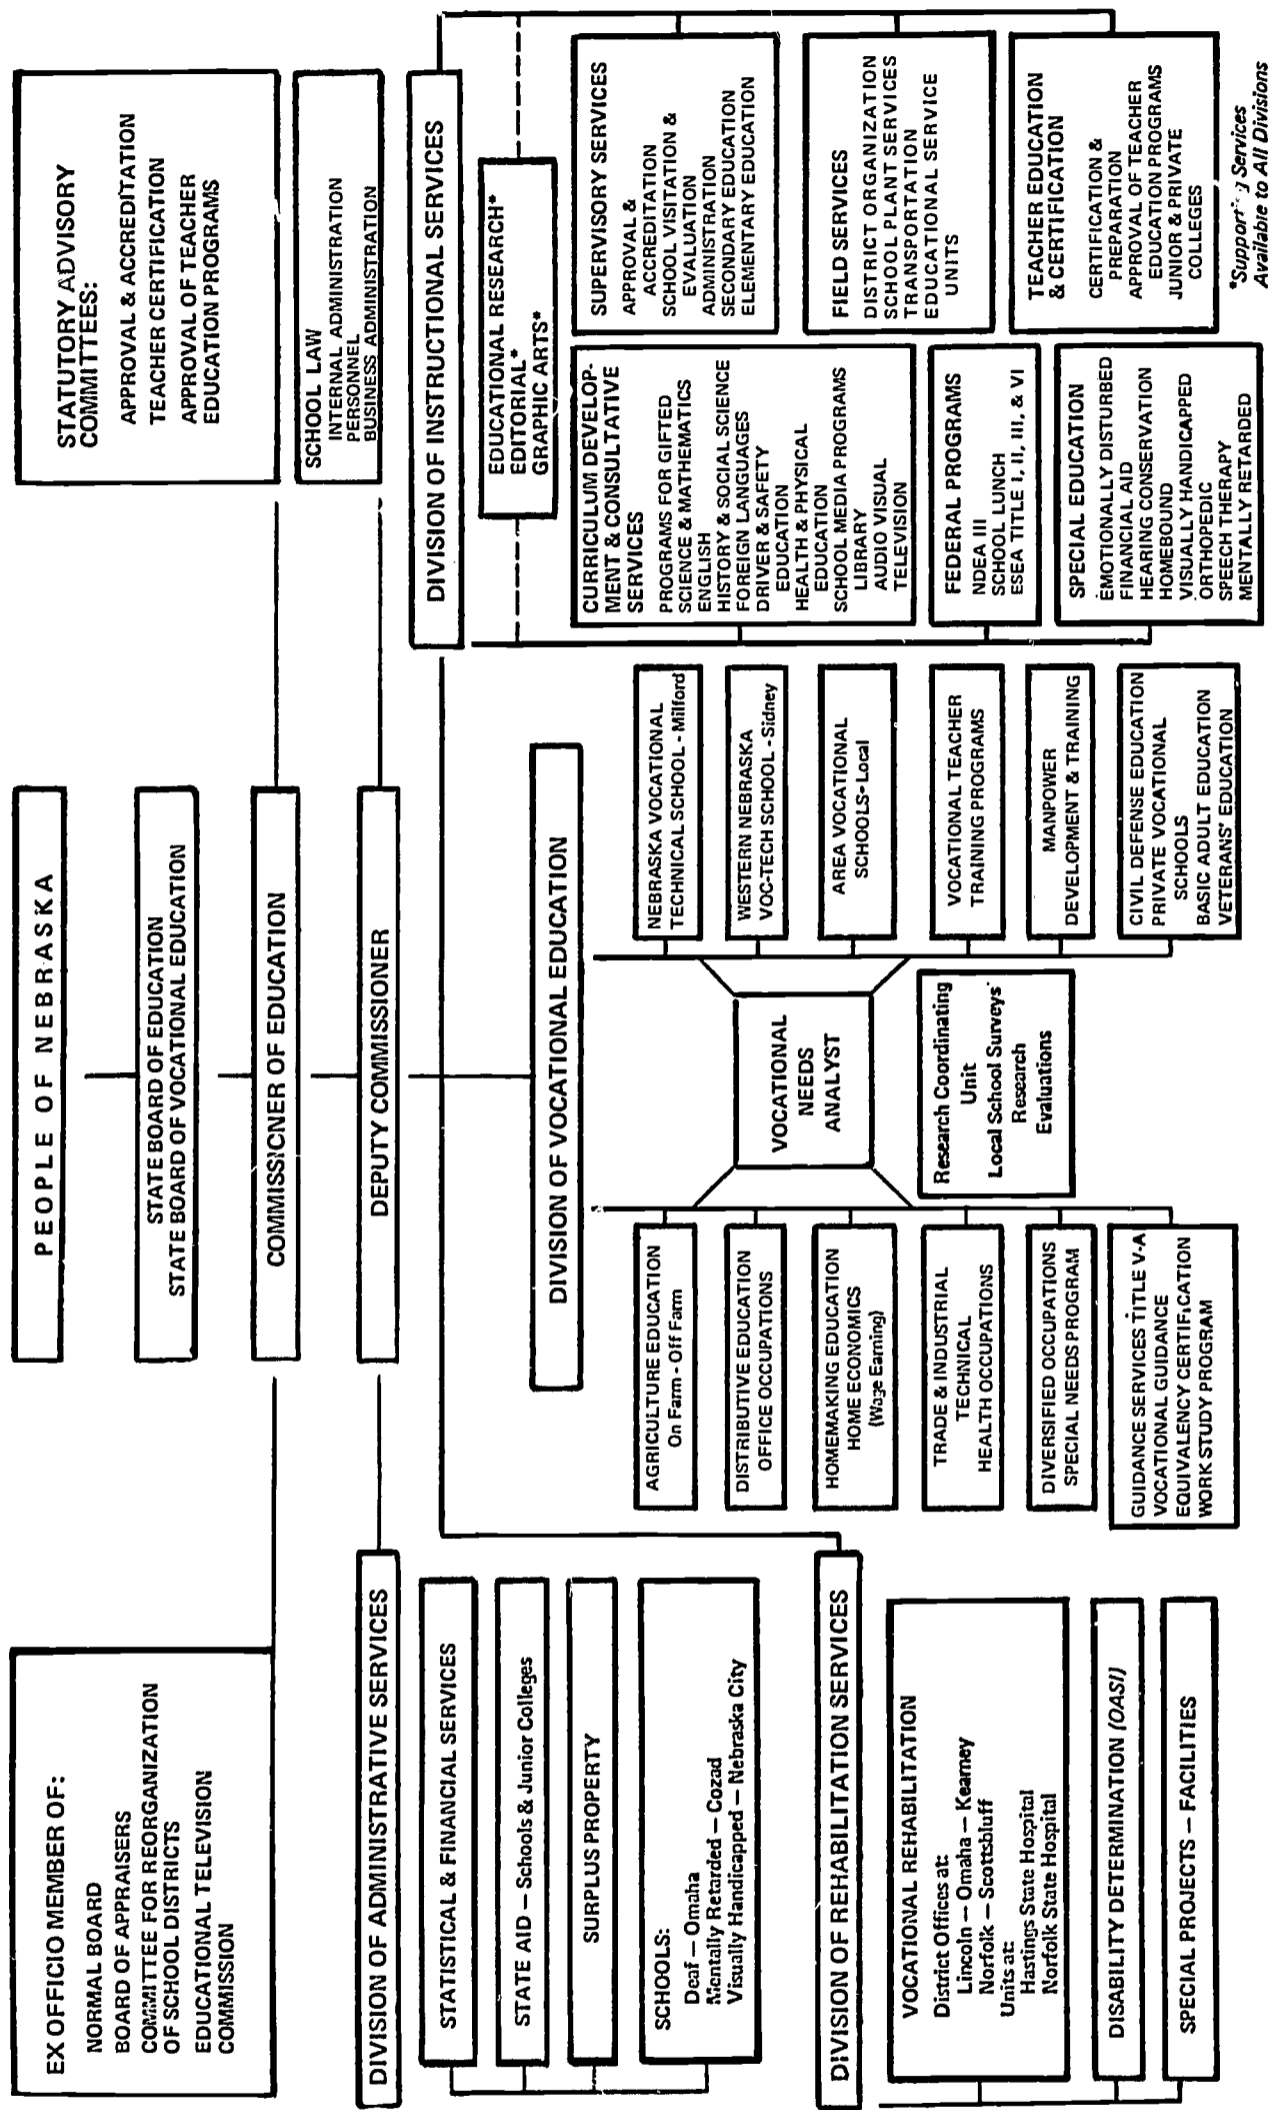 PEOPLE OF NEBRASKA
STATE BOARD OF EDUCATION
STATE BOARD OF VOCATIONAL EDUCATION
COMMISSICNER OF EDUCATION
DEPUTY COMMISSIONER
EX OFFICIO MEMBER OF:
NORMAL BOARD
BOARD OF APPRAISERS
COMMITTEE FOR REORGANIZATION
OF SCHOOL DISTRICTS
EDUCATIONAL TELEVISION
COMMISSION
STATUTORY ADVISORY
COMMITTEES:
APPROVAL & ACCREDITATION
TEACHER CERTIFICATION
APPROVAL OF TEACHER
EDUCATION PROGRAMS
SCHOOL LAW
INTERNAL ADMINISTRATION
PERSONNEL
BUSINESS ADMINISTRATION
DIVISION OF ADMINISTRATIVE SERVICES
STATISTICAL & FINANCIAL SERVICES
STATE AID — Schools & Junior Colleges
SURPLUS PROPERTY
SCHOOLS:
Deaf — Omaha
Mentally Retarded — Cozad
Visually Handicapped — Nebraska City
DIVISION OF REHABILITATION SERVICES
VOCATIONAL REHABILITATION
District Offices at:
Lincoln — Omaha — Kearney
Norfolk — Scottsbluff
Units at:
Hastings State Hospital
Norfolk State Hospital
DISABILITY DETERMINATION (OASI)
SPECIAL PROJECTS — FACILITIES
DIVISION OF VOCATIONAL EDUCATION
AGRICULTURE EDUCATION
On Farm - Off Farm
DISTRIBUTIVE EDUCATION
OFFICE OCCUPATIONS
HOMEMAKING EDUCATION
HOME ECONOMICS
(Wage Earning)
TRADE & INDUSTRIAL
TECHNICAL
HEALTH OCCUPATIONS
DIVERSIFIED OCCUPATIONS
SPECIAL NEEDS PROGRAM
GUIDANCE SERVICES TITLE V-A
VOCATIONAL GUIDANCE
EQUIVALENCY CERTIFICATION
WORK STUDY PROGRAM
VOCATIONAL
NEEDS
ANALYST
Research Coordinating
Unit
Local School Surveys
Research
Evaluations
NEBRASKA VOCATIONAL
TECHNICAL SCHOOL - Milford
WESTERN NEBRASKA
VOC-TECH SCHOOL - Sidney
AREA VOCATIONAL
SCHOOLS - Local
VOCATIONAL TEACHER
TRAINING PROGRAMS
MANPOWER
DEVELOPMENT & TRAINING
CIVIL DEFENSE EDUCATION
PRIVATE VOCATIONAL
SCHOOLS
BASIC ADULT EDUCATION
VETERANS' EDUCATION
DIVISION OF INSTRUCTIONAL SERVICES
EDUCATIONAL RESEARCH*
EDITORIAL*
GRAPHIC ARTS*
CURRICULUM DEVELOP-
MENT & CONSULTATIVE
SERVICES
PROGRAMS FOR GIFTED
SCIENCE & MATHEMATICS
ENGLISH
HISTORY & SOCIAL SCIENCE
FOREIGN LANGUAGES
DRIVER & SAFETY
EDUCATION
HEALTH & PHYSICAL
EDUCATION
SCHOOL MEDIA PROGRAMS
LIBRARY
AUDIO VISUAL
TELEVISION
FEDERAL PROGRAMS
NDEA III
SCHOOL LUNCH
ESEA TITLE I, II, III, & VI
SPECIAL EDUCATION
EMOTIONALLY DISTURBED
FINANCIAL AID
HEARING CONSERVATION
HOMEBOUND
VISUALLY HANDICAPPED
ORTHOPEDIC
SPEECH THERAPY
MENTALLY RETARDED
SUPERVISORY SERVICES
APPROVAL &
ACCREDITATION
SCHOOL VISITATION &
EVALUATION
ADMINISTRATION
SECONDARY EDUCATION
ELEMENTARY EDUCATION
FIELD SERVICES
DISTRICT ORGANIZATION
SCHOOL PLANT SERVICES
TRANSPORTATION
EDUCATIONAL SERVICE
UNITS
TEACHER EDUCATION
& CERTIFICATION
CERTIFICATION &
PREPARATION
APPROVAL OF TEACHER
EDUCATION PROGRAMS
JUNIOR & PRIVATE
COLLEGES
Services
Available to All Divisions